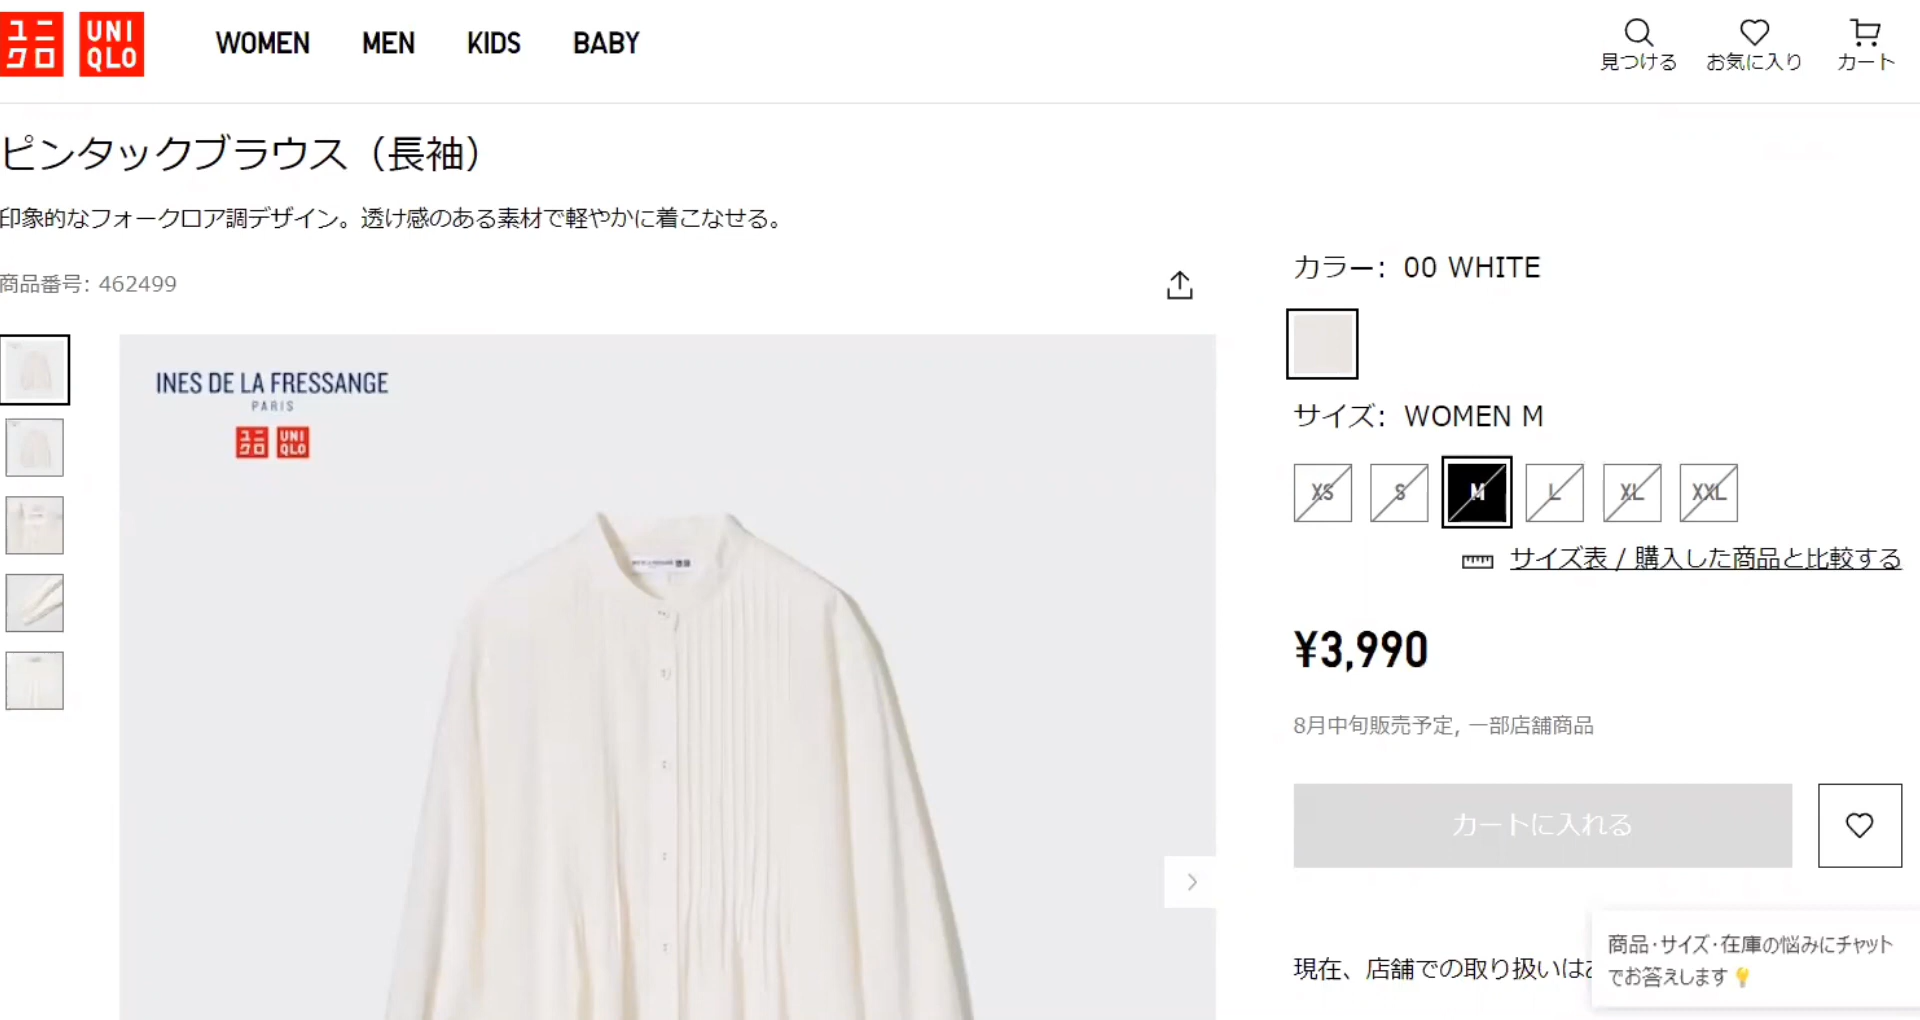 ユニクロ UNIQLO WOMEN MEN KIDS BABY
見つける お気に入り カート
ピンタックブラウス（長袖）
印象的なフォークロア調デザイン。透け感のある素材で軽やかに着こなせる。
商品番号: 462499
INES DE LA FRESSANGE
PARIS
ユニクロ UNIQLO
カラー: 00 WHITE
サイズ: WOMEN M
XS S M L XL XXL
サイズ表 / 購入した商品と比較する
¥3,990
8月中旬販売予定, 一部店舗商品
カートに入れる
現在、店舗での取り扱いは
商品・サイズ・在庫の悩みにチャット
でお答えします💡